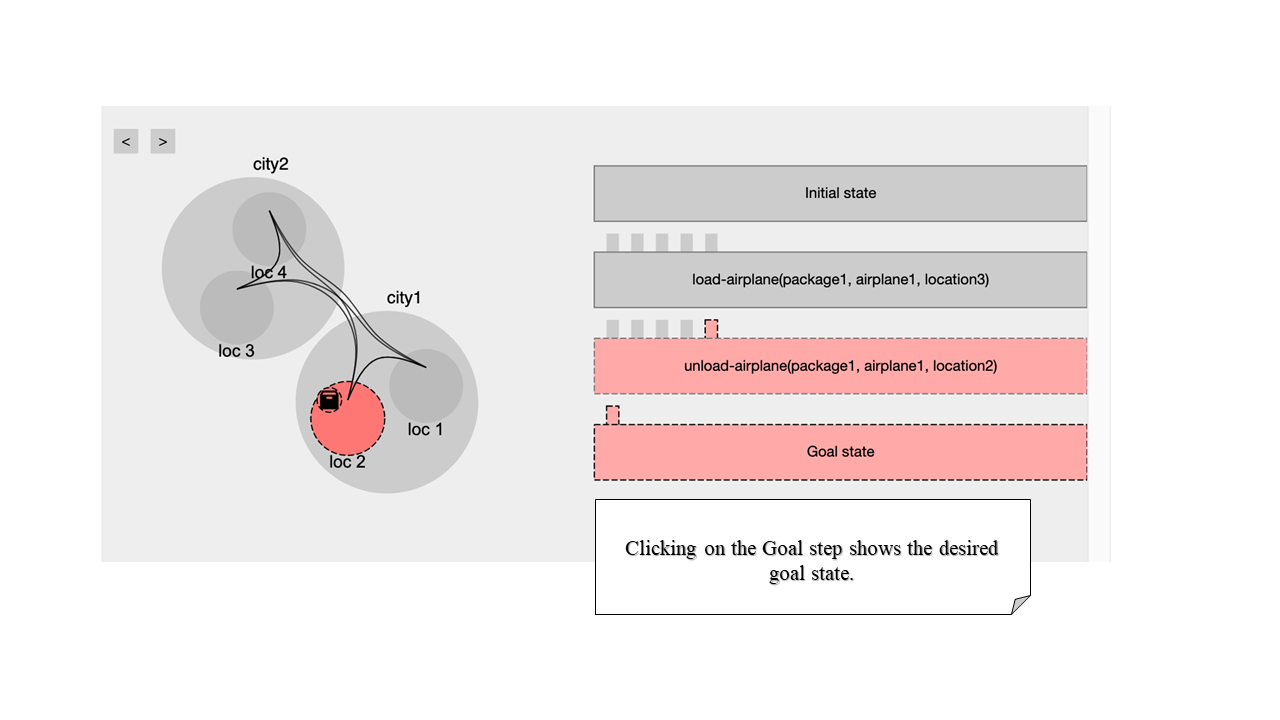 < >
city2
loc 4
loc 3
city1
loc 1
loc 2
Initial state
load-airplane(package1, airplane1, location3)
unload-airplane(package1, airplane1, location2)
Goal state
Clicking on the Goal step shows the desired
goal state.